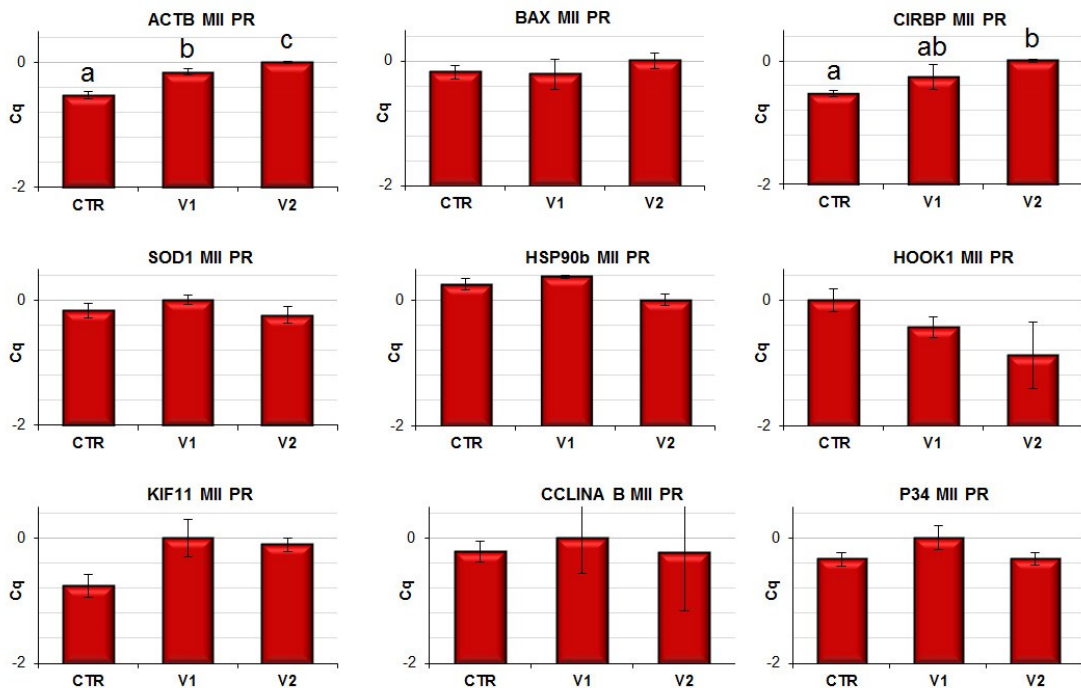 ACTB MII PR
a
b
c
0
Cq
-2
CTR V1 V2
BAX MII PR
0
Cq
-2
CTR V1 V2
CIRBP MII PR
a
ab
b
0
Cq
-2
CTR V1 V2
SOD1 MII PR
0
Cq
-2
CTR V1 V2
HSP90b MII PR
0
Cq
-2
CTR V1 V2
HOOK1 MII PR
0
Cq
-2
CTR V1 V2
KIF11 MII PR
0
Cq
-2
CTR V1 V2
CCLINA B MII PR
0
Cq
-2
CTR V1 V2
P34 MII PR
0
Cq
-2
CTR V1 V2